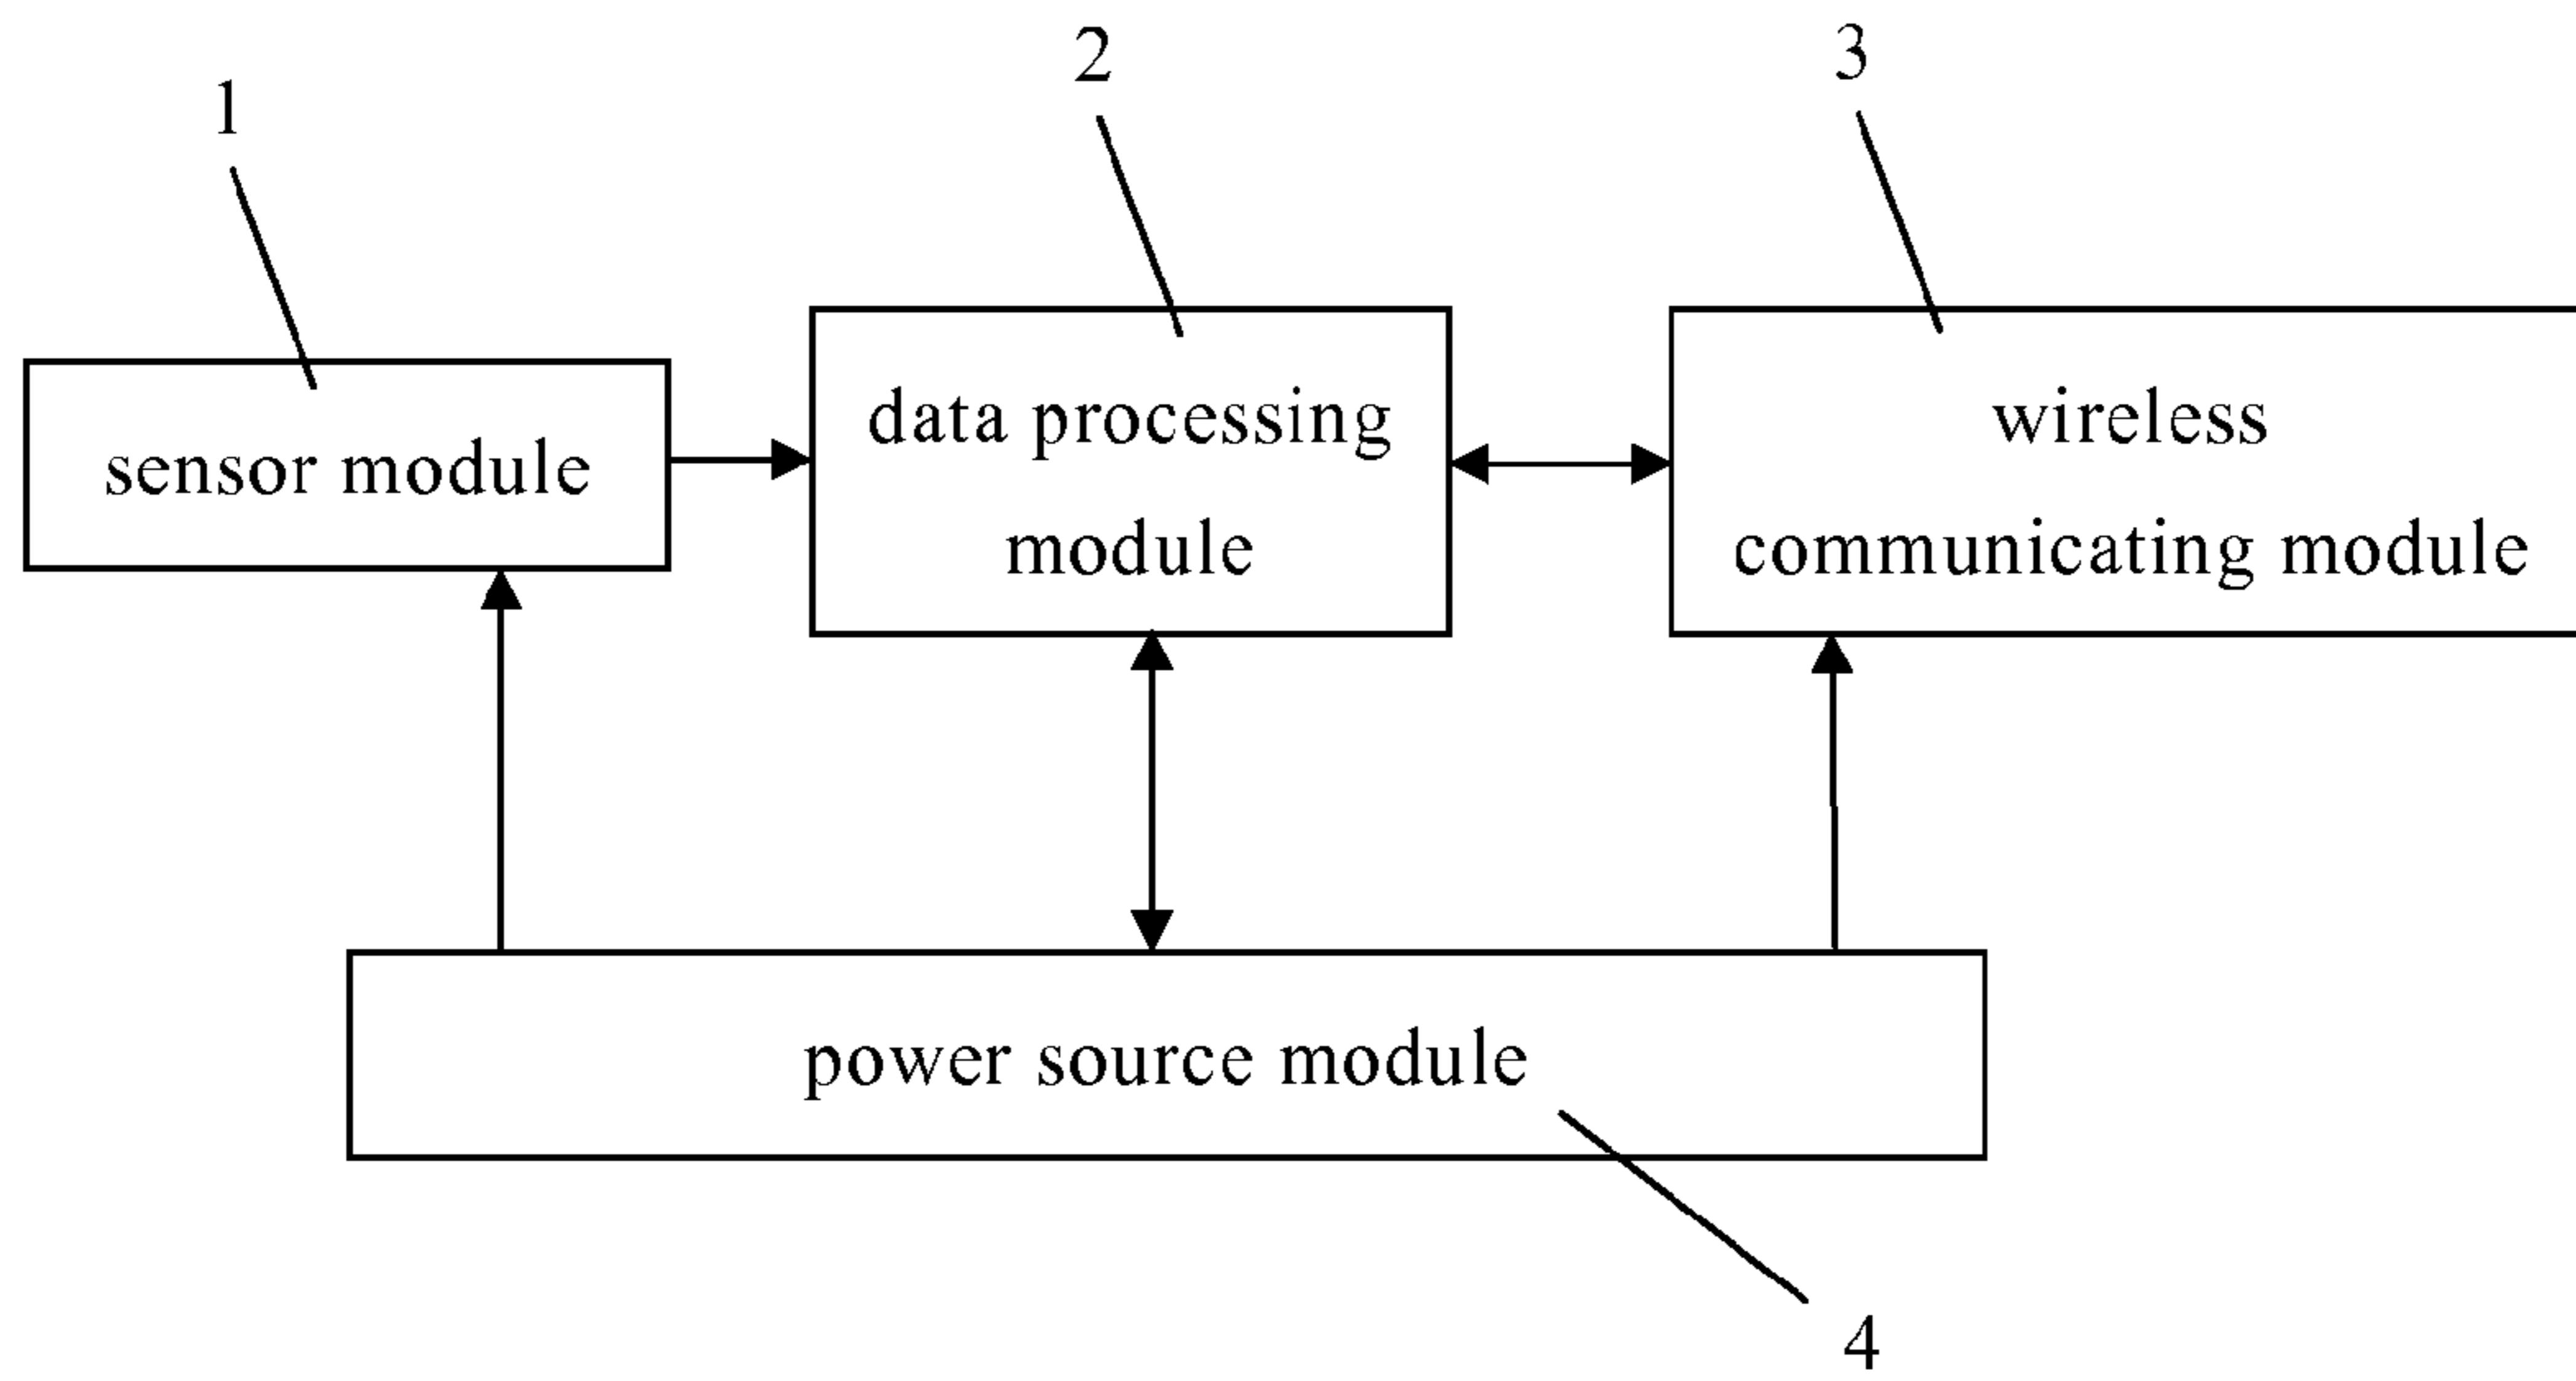 1
2
3
sensor module
data processing
module
wireless
communicating module
power source module
4